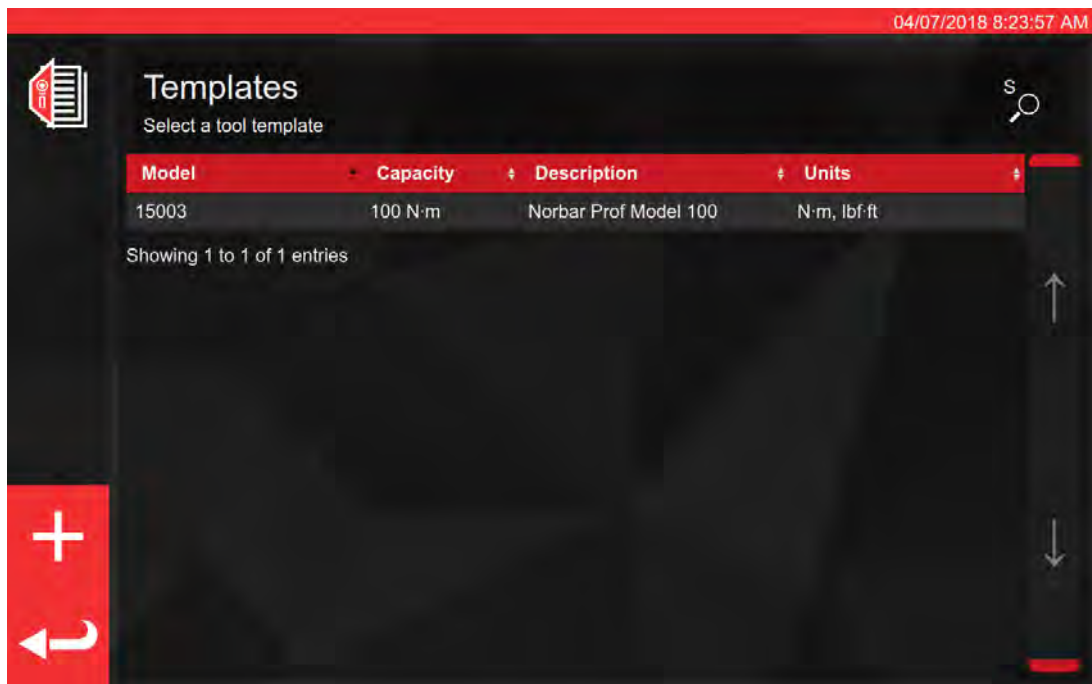 04/07/2018 8:23:57 AM
Templates
S
Select a tool template
Model Capacity Description Units
15003 100 N·m Norbar Prof Model 100 N·m, lbf·ft
Showing 1 to 1 of 1 entries